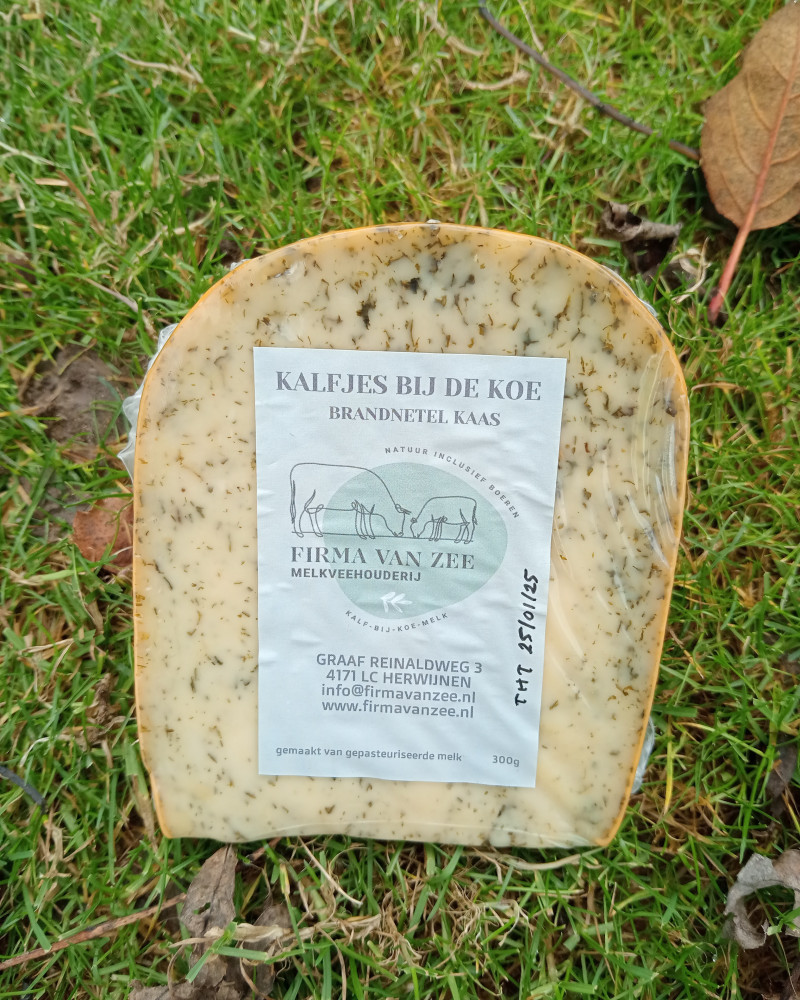 KALFJES BIJ DE KOE
BRANDNETEL KAAS
NATUUR INCLUSIEF BOEREN
FIRMA VAN ZEE
MELKVEEHOUDERIJ
KALF-BIJ-KOE-MELK
THT 25/01/25
GRAAF REINALDWEG 3
4171 LC HERWIJNEN
info@firmavanzee.nl
www.firmavanzee.nl
gemaakt van gepasteuriseerde melk 300g